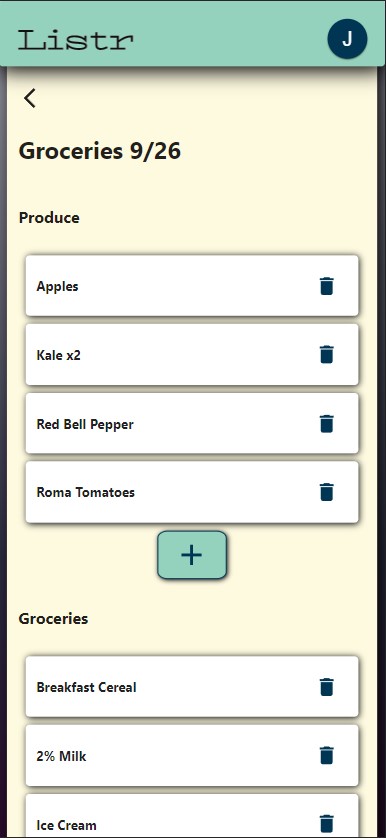 Listr
J
Groceries 9/26
Produce
Apples
Kale x2
Red Bell Pepper
Roma Tomatoes
Groceries
Breakfast Cereal
2% Milk
Ice Cream